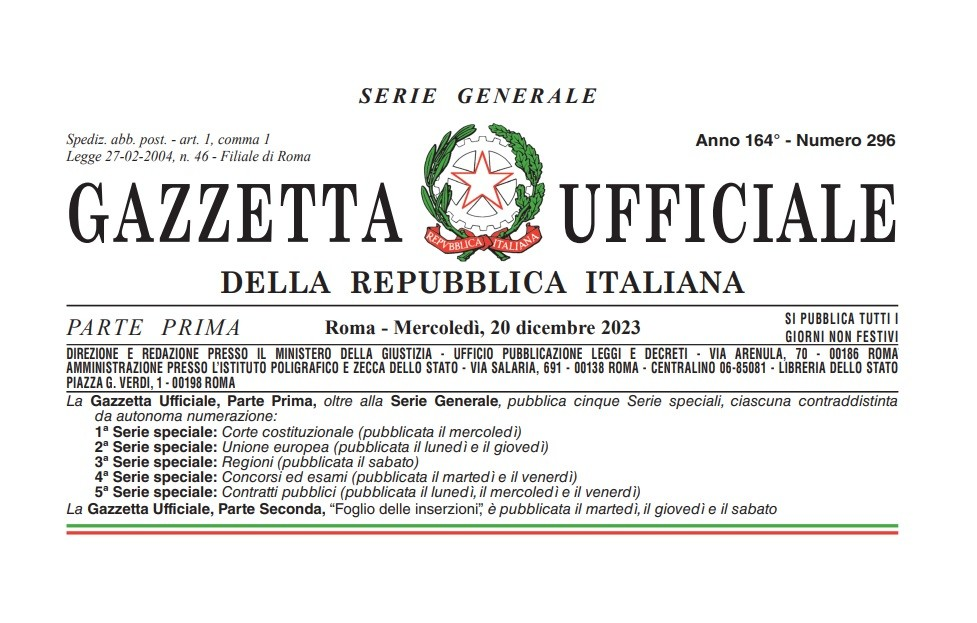 SERIE GENERALE
Spediz. abb. post. - art. 1, comma 1
Legge 27-02-2004, n. 46 - Filiale di Roma
Anno 164° - Numero 296
GAZZETTA UFFICIALE
REPVBBLICA ITALIANA
DELLA REPUBBLICA ITALIANA
PARTE PRIMA
Roma - Mercoledì, 20 dicembre 2023
SI PUBBLICA TUTTI I
GIORNI NON FESTIVI
DIREZIONE E REDAZIONE PRESSO IL MINISTERO DELLA GIUSTIZIA - UFFICIO PUBBLICAZIONE LEGGI E DECRETI - VIA ARENULA, 70 - 00186 ROMA
AMMINISTRAZIONE PRESSO L'ISTITUTO POLIGRAFICO E ZECCA DELLO STATO - VIA SALARIA, 691 - 00138 ROMA - CENTRALINO 06-85081 - LIBRERIA DELLO STATO
PIAZZA G. VERDI, 1 - 00198 ROMA
La Gazzetta Ufficiale, Parte Prima, oltre alla Serie Generale, pubblica cinque Serie speciali, ciascuna contraddistinta
da autonoma numerazione:
1ª Serie speciale: Corte costituzionale (pubblicata il mercoledì)
2ª Serie speciale: Unione europea (pubblicata il lunedì e il giovedì)
3ª Serie speciale: Regioni (pubblicata il sabato)
4ª Serie speciale: Concorsi ed esami (pubblicata il martedì e il venerdì)
5ª Serie speciale: Contratti pubblici (pubblicata il lunedì, il mercoledì e il venerdì)
La Gazzetta Ufficiale, Parte Seconda, "Foglio delle inserzioni", è pubblicata il martedì, il giovedì e il sabato